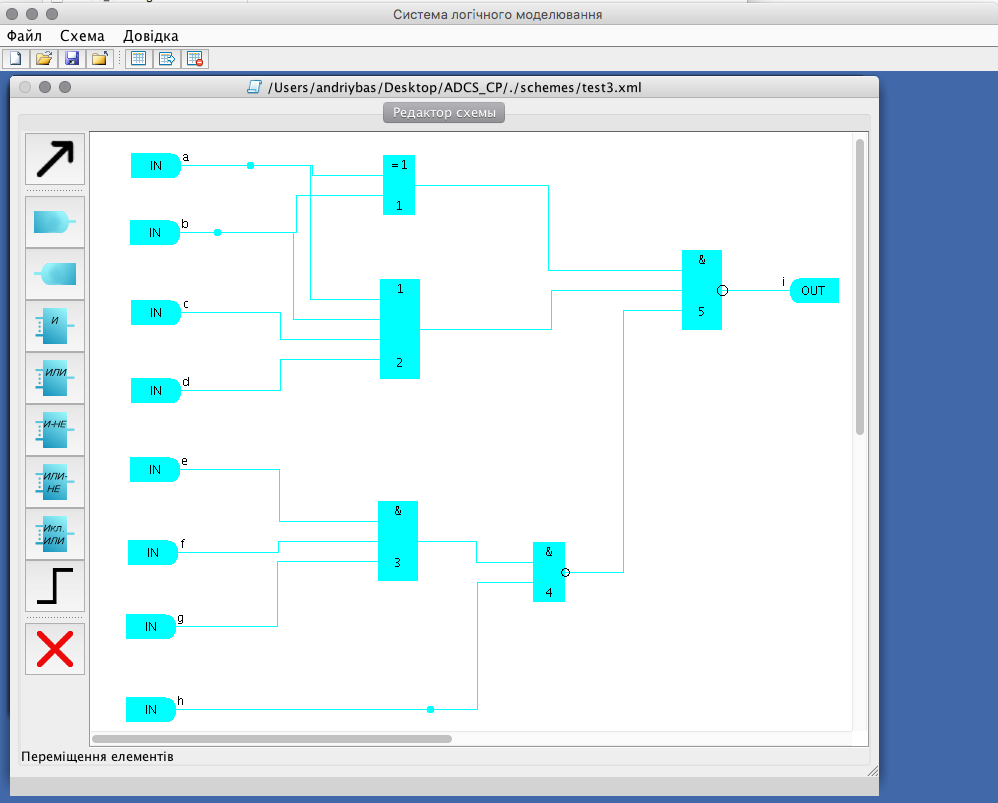 Система логічного моделювання
Файл Схема Довідка
/Users/andriybas/Desktop/ADCS_CP/./schemes/test3.xml
Редактор схемы
IN a
=1
1
IN b
&
5
i OUT
1
2
IN c
IN d
И
ИЛИ
И-НЕ
ИЛИ-
НЕ
Икл.
ИЛИ
IN e
&
3
IN f
&
4
IN g
IN h
Переміщення елементів